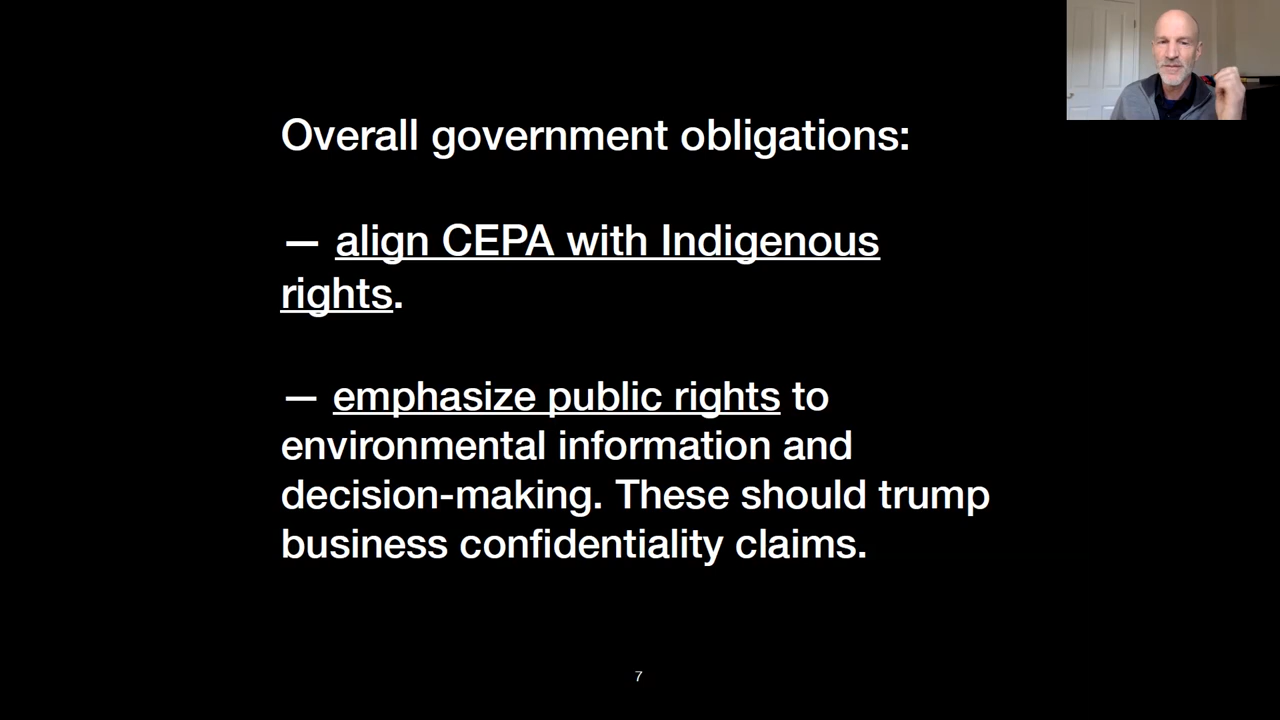 Overall government obligations:
— align CEPA with Indigenous
rights.
— emphasize public rights to
environmental information and
decision-making. These should trump
business confidentiality claims.
7